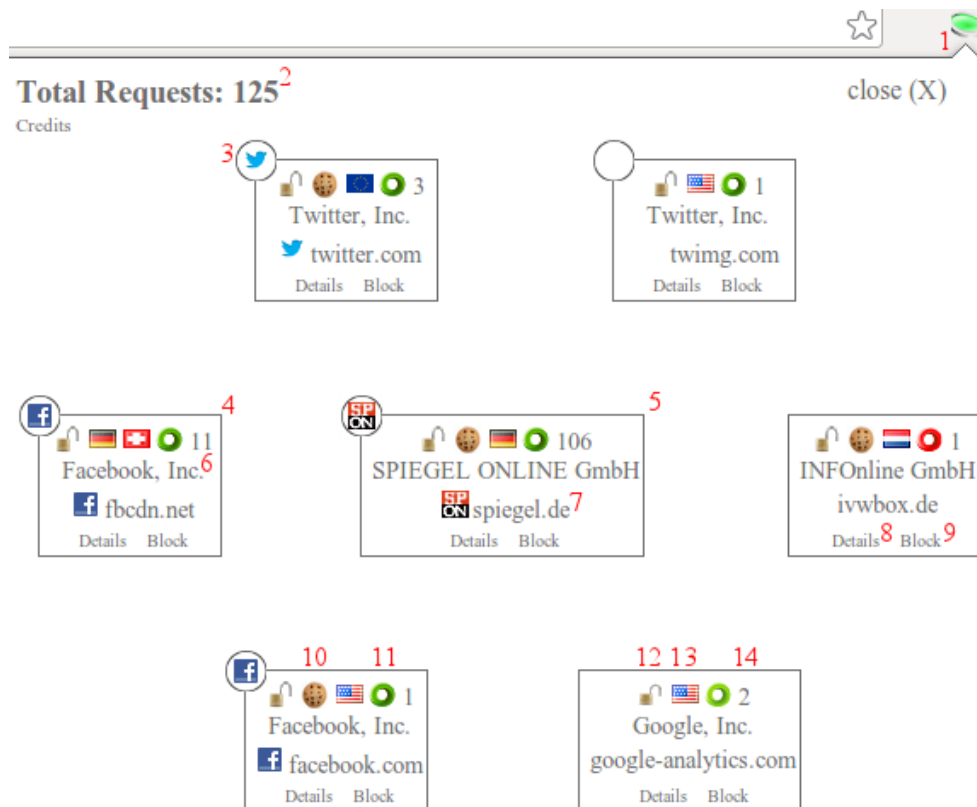 1
Total Requests: 125 2
close (X)
Credits
3
3
1
Twitter, Inc.
Twitter, Inc.
twitter.com
twimg.com
Details Block
Details Block
4
5
SP ON
11
106
1
Facebook, Inc. 6
SPIEGEL ONLINE GmbH
INFOnline GmbH
f fbcdn.net
SP ON spiegel.de 7
ivwbox.de
Details Block
Details Block
Details 8 Block 9
10 11
12 13 14
1
2
Facebook, Inc.
Google, Inc.
f facebook.com
google-analytics.com
Details Block
Details Block